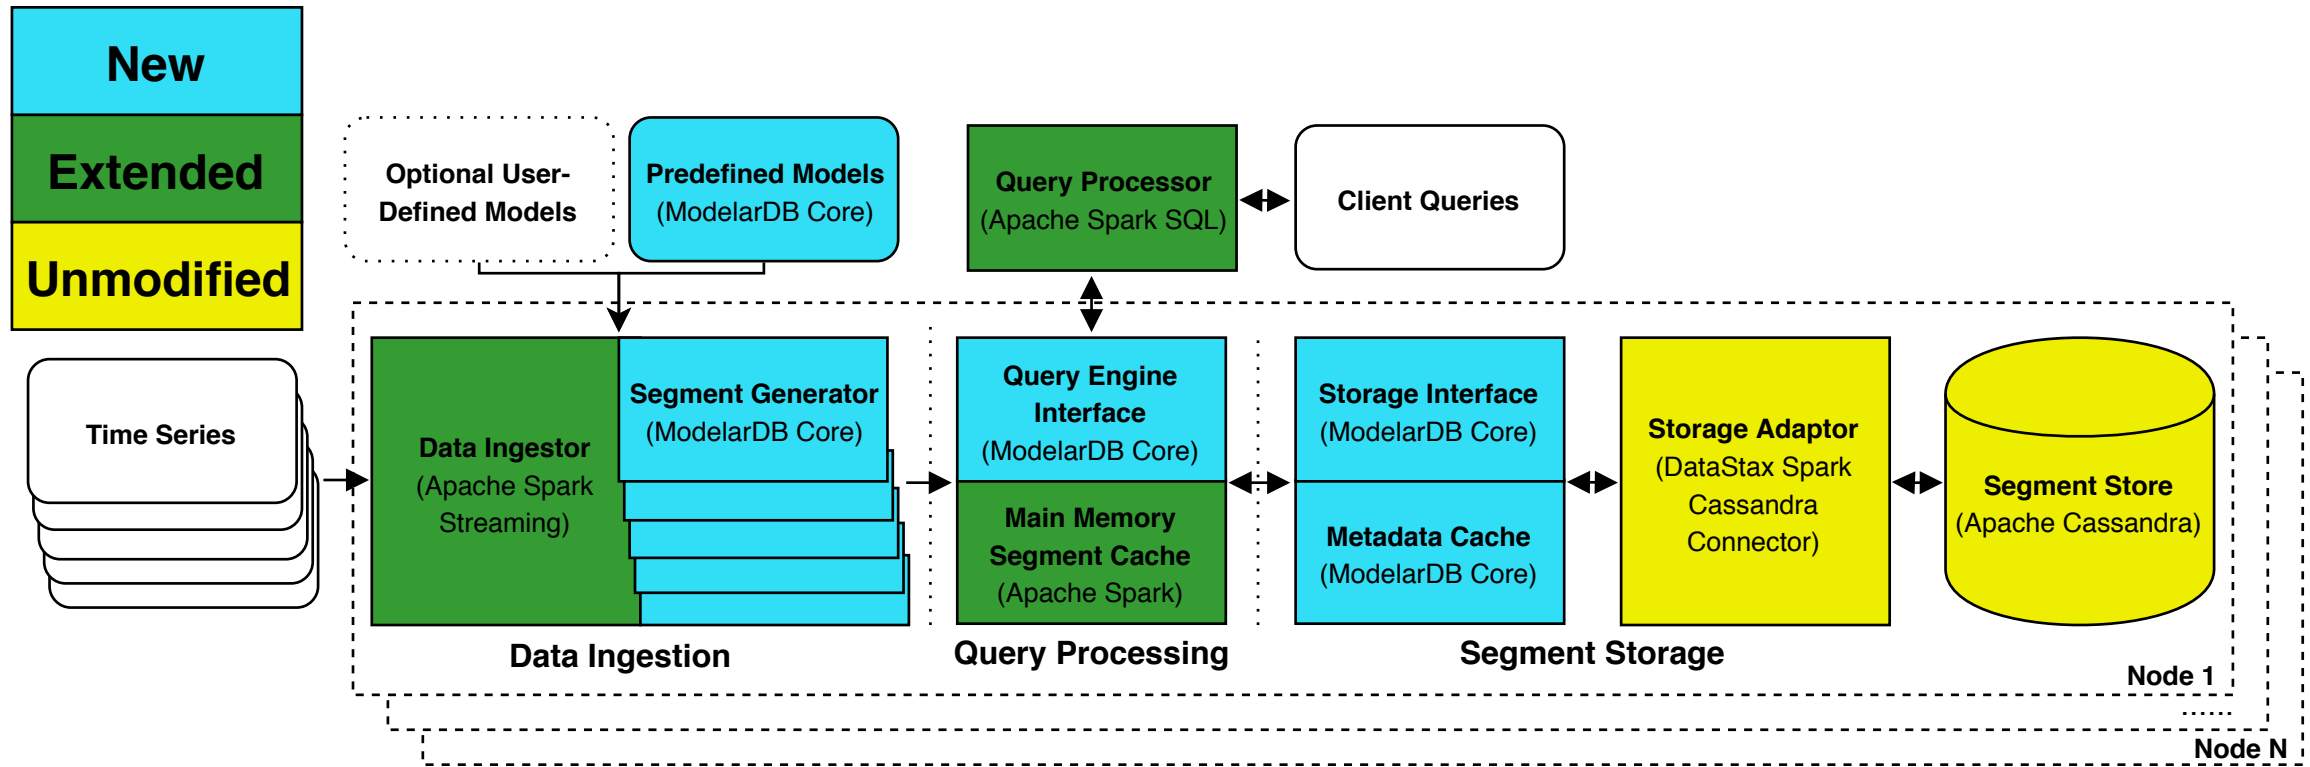 New
Extended
Unmodified
Optional User-
Defined Models
Predefined Models
(ModelarDB Core)
Query Processor
(Apache Spark SQL)
Client Queries
Time Series
Data Ingestor
(Apache Spark
Streaming)
Segment Generator
(ModelarDB Core)
Query Engine
Interface
(ModelarDB Core)
Main Memory
Segment Cache
(Apache Spark)
Storage Interface
(ModelarDB Core)
Metadata Cache
(ModelarDB Core)
Storage Adaptor
(DataStax Spark
Cassandra
Connector)
Segment Store
(Apache Cassandra)
Data Ingestion
Query Processing
Segment Storage
Node 1
......
Node N